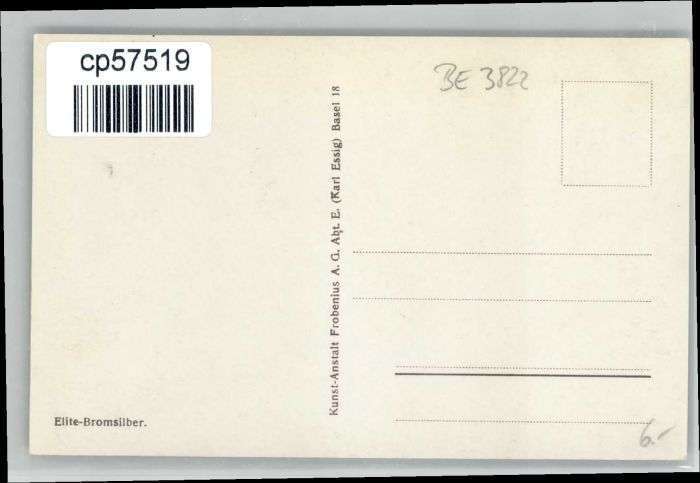 cp57519
BE 3822
Kunst-Anstalt Frobenius A. G. Abt. E. (Karl Essig) Basel 18
Elite-Bromsilber.
6.-